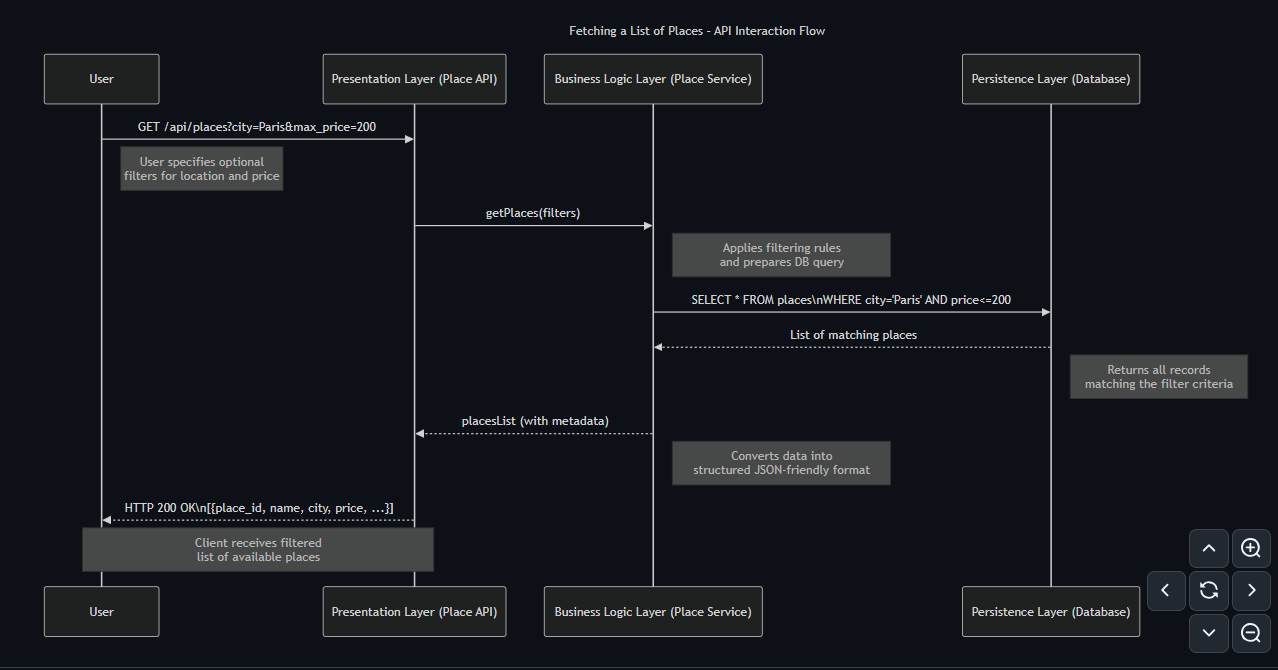 Fetching a List of Places - API Interaction Flow
User
Presentation Layer (Place API)
Business Logic Layer (Place Service)
Persistence Layer (Database)
GET /api/places?city=Paris&max_price=200
User specifies optional
filters for location and price
getPlaces(filters)
Applies filtering rules
and prepares DB query
SELECT * FROM places\nWHERE city='Paris' AND price<=200
List of matching places
Returns all records
matching the filter criteria
placesList (with metadata)
Converts data into
structured JSON-friendly format
HTTP 200 OK\n[{place_id, name, city, price, ...}]
Client receives filtered
list of available places
User
Presentation Layer (Place API)
Business Logic Layer (Place Service)
Persistence Layer (Database)